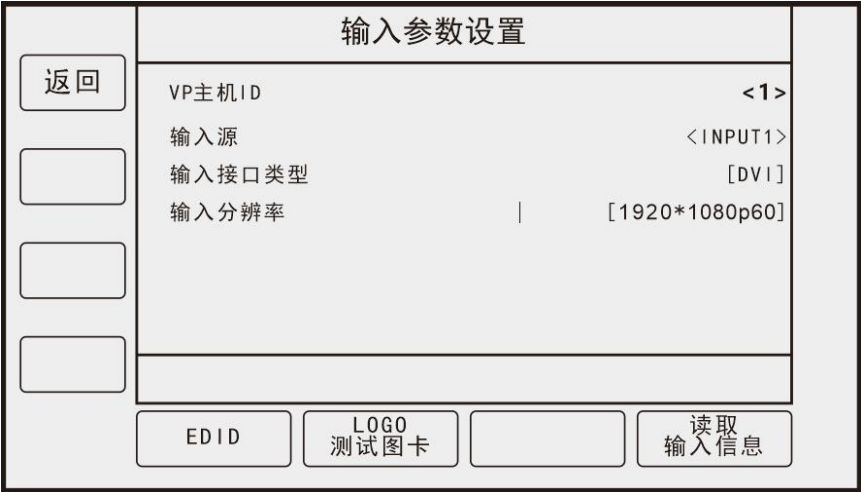 输入参数设置
返回
VP主机ID <1>
输入源 <INPUT1>
输入接口类型 [DVI]
输入分辨率 | [1920*1080p60]
EDID
LOGO
测试图卡
读取
输入信息